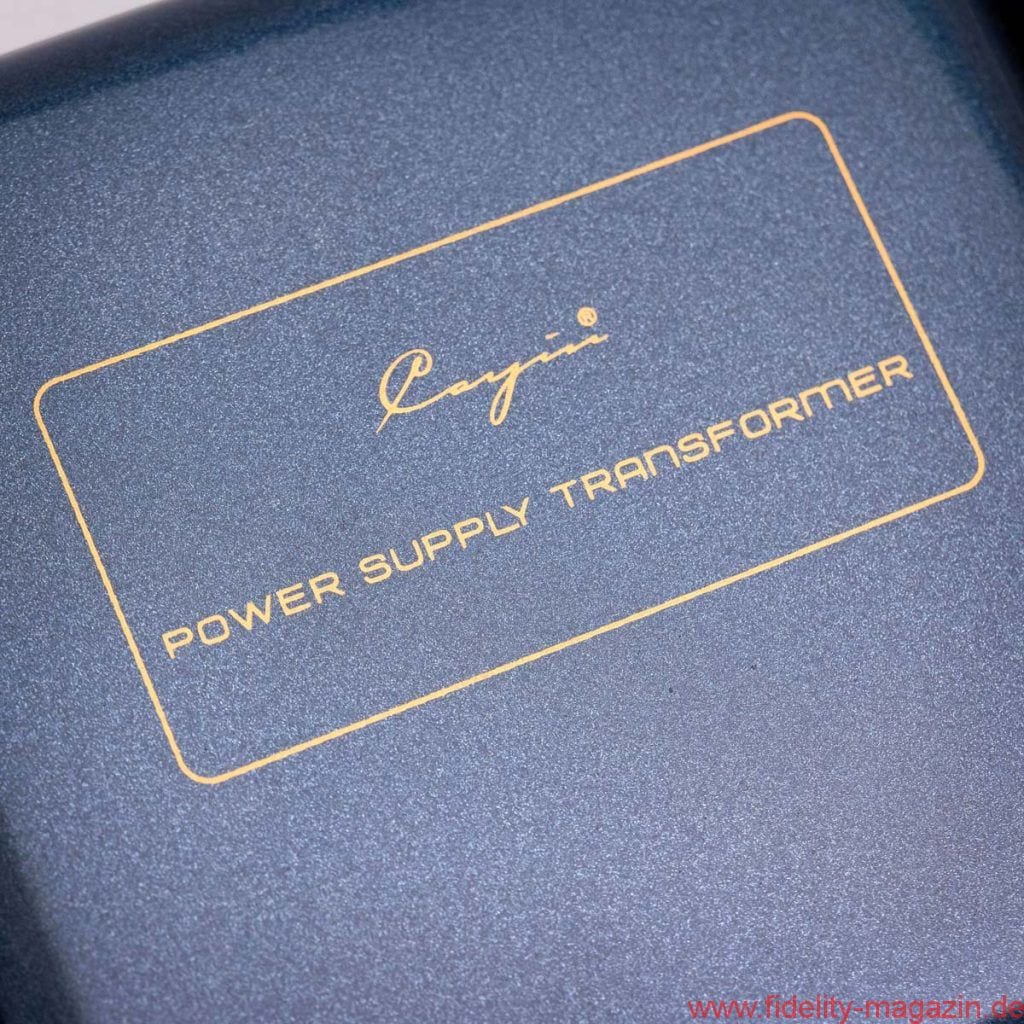 Cayin®
POWER SUPPLY TRANSFORMER
www.fidelity-magazin.de